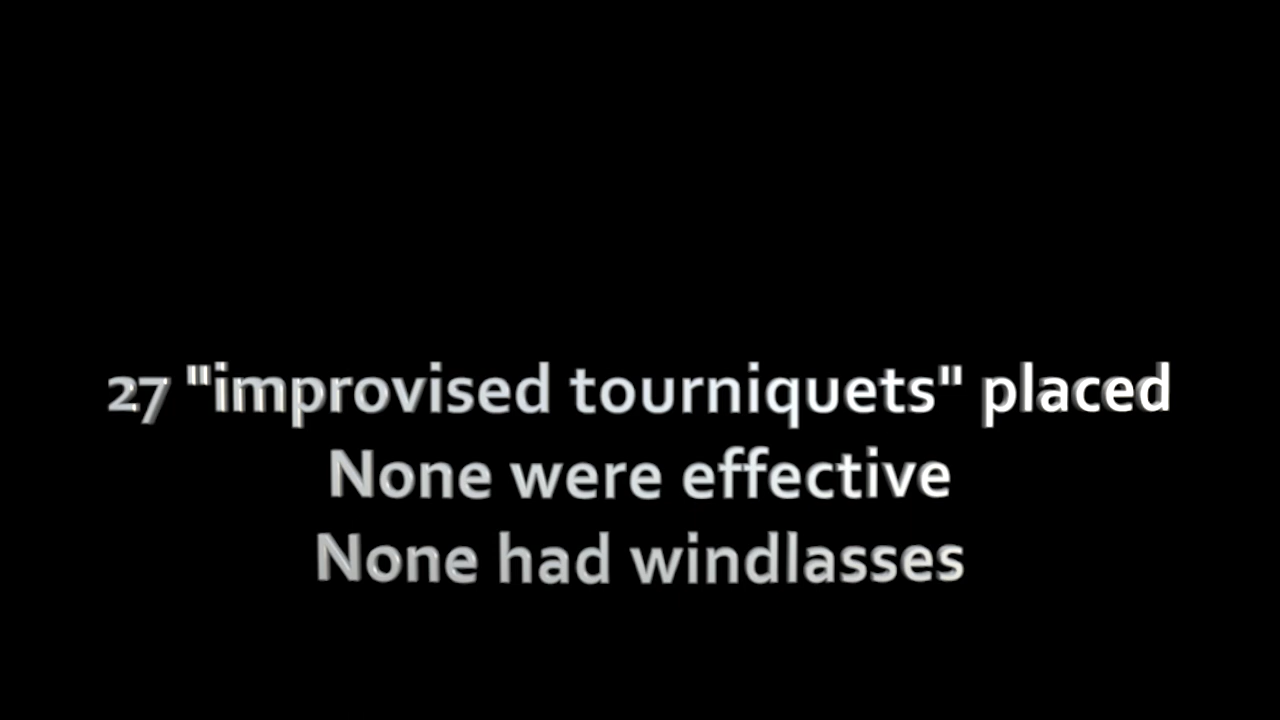 27 "improvised tourniquets" placed
None were effective
None had windlasses